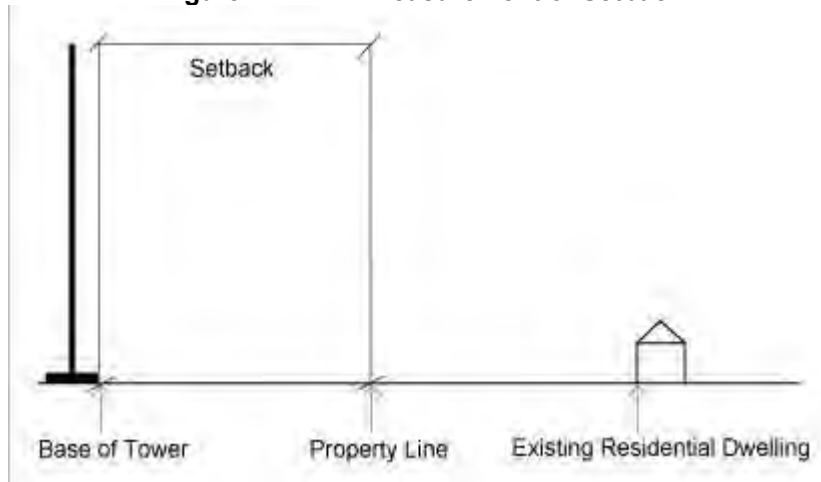 Setback
Base of Tower
Property Line
Existing Residential Dwelling